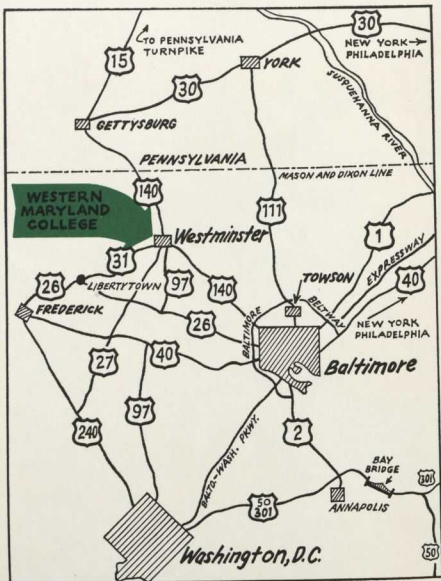 30
15
TO PENNSYLVANIA
TURNPIKE
NEW YORK →
PHILADELPHIA
YORK
30
SUSQUEHANNA
RIVER
GETTYSBURG
PENNSYLVANIA
MASON AND DIXON LINE
140
WESTERN
MARYLAND
COLLEGE
111
1
Westminster
31
97
140
TOWSON
BELTWAY
EXPRESSWAY
40
26
LIBERTYTOWN
FREDERICK
26
BALTIMORE
NEW YORK
PHILADELPHIA
27
40
Baltimore
97
240
BALTO.-WASH. PKWY.
2
BAY
BRIDGE
50
301
301
ANNAPOLIS
Washington, D.C.
50